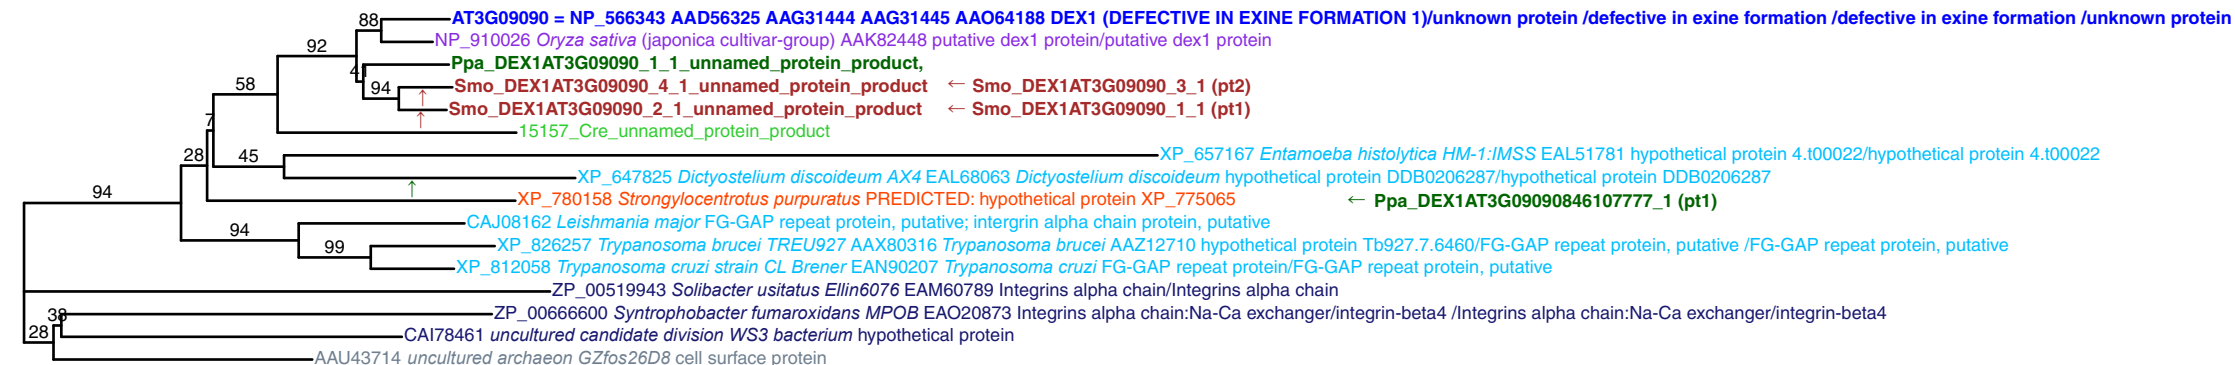 88
AT3G09090 = NP_566343 AAD56325 AAG31444 AAG31445 AAO64188 DEX1 (DEFECTIVE IN EXINE FORMATION 1)/unknown protein /defective in exine formation /defective in exine formation /unknown protein
NP_910026 Oryza sativa (japonica cultivar-group) AAK82448 putative dex1 protein/putative dex1 protein
92
Ppa_DEX1AT3G09090_1_1_unnamed_protein_product,
41
58
94
Smo_DEX1AT3G09090_4_1_unnamed_protein_product ← Smo_DEX1AT3G09090_3_1 (pt2)
↑
Smo_DEX1AT3G09090_2_1_unnamed_protein_product ← Smo_DEX1AT3G09090_1_1 (pt1)
↑
7
15157_Cre_unnamed_protein_product
28
45
XP_657167 Entamoeba histolytica HM-1:IMSS EAL51781 hypothetical protein 4.t00022/hypothetical protein 4.t00022
XP_647825 Dictyostelium discoideum AX4 EAL68063 Dictyostelium discoideum hypothetical protein DDB0206287/hypothetical protein DDB0206287
↑
94
XP_780158 Strongylocentrotus purpuratus PREDICTED: hypothetical protein XP_775065 ← Ppa_DEX1AT3G09090846107777_1 (pt1)
CAJ08162 Leishmania major FG-GAP repeat protein, putative; intergrin alpha chain protein, putative
94
99
XP_826257 Trypanosoma brucei TREU927 AAX80316 Trypanosoma brucei AAZ12710 hypothetical protein Tb927.7.6460/FG-GAP repeat protein, putative /FG-GAP repeat protein, putative
XP_812058 Trypanosoma cruzi strain CL Brener EAN90207 Trypanosoma cruzi FG-GAP repeat protein/FG-GAP repeat protein, putative
ZP_00519943 Solibacter usitatus Ellin6076 EAM60789 Integrins alpha chain/Integrins alpha chain
38
ZP_00666600 Syntrophobacter fumaroxidans MPOB EAO20873 Integrins alpha chain:Na-Ca exchanger/integrin-beta4 /Integrins alpha chain:Na-Ca exchanger/integrin-beta4
28
CAI78461 uncultured candidate division WS3 bacterium hypothetical protein
AAU43714 uncultured archaeon GZfos26D8 cell surface protein